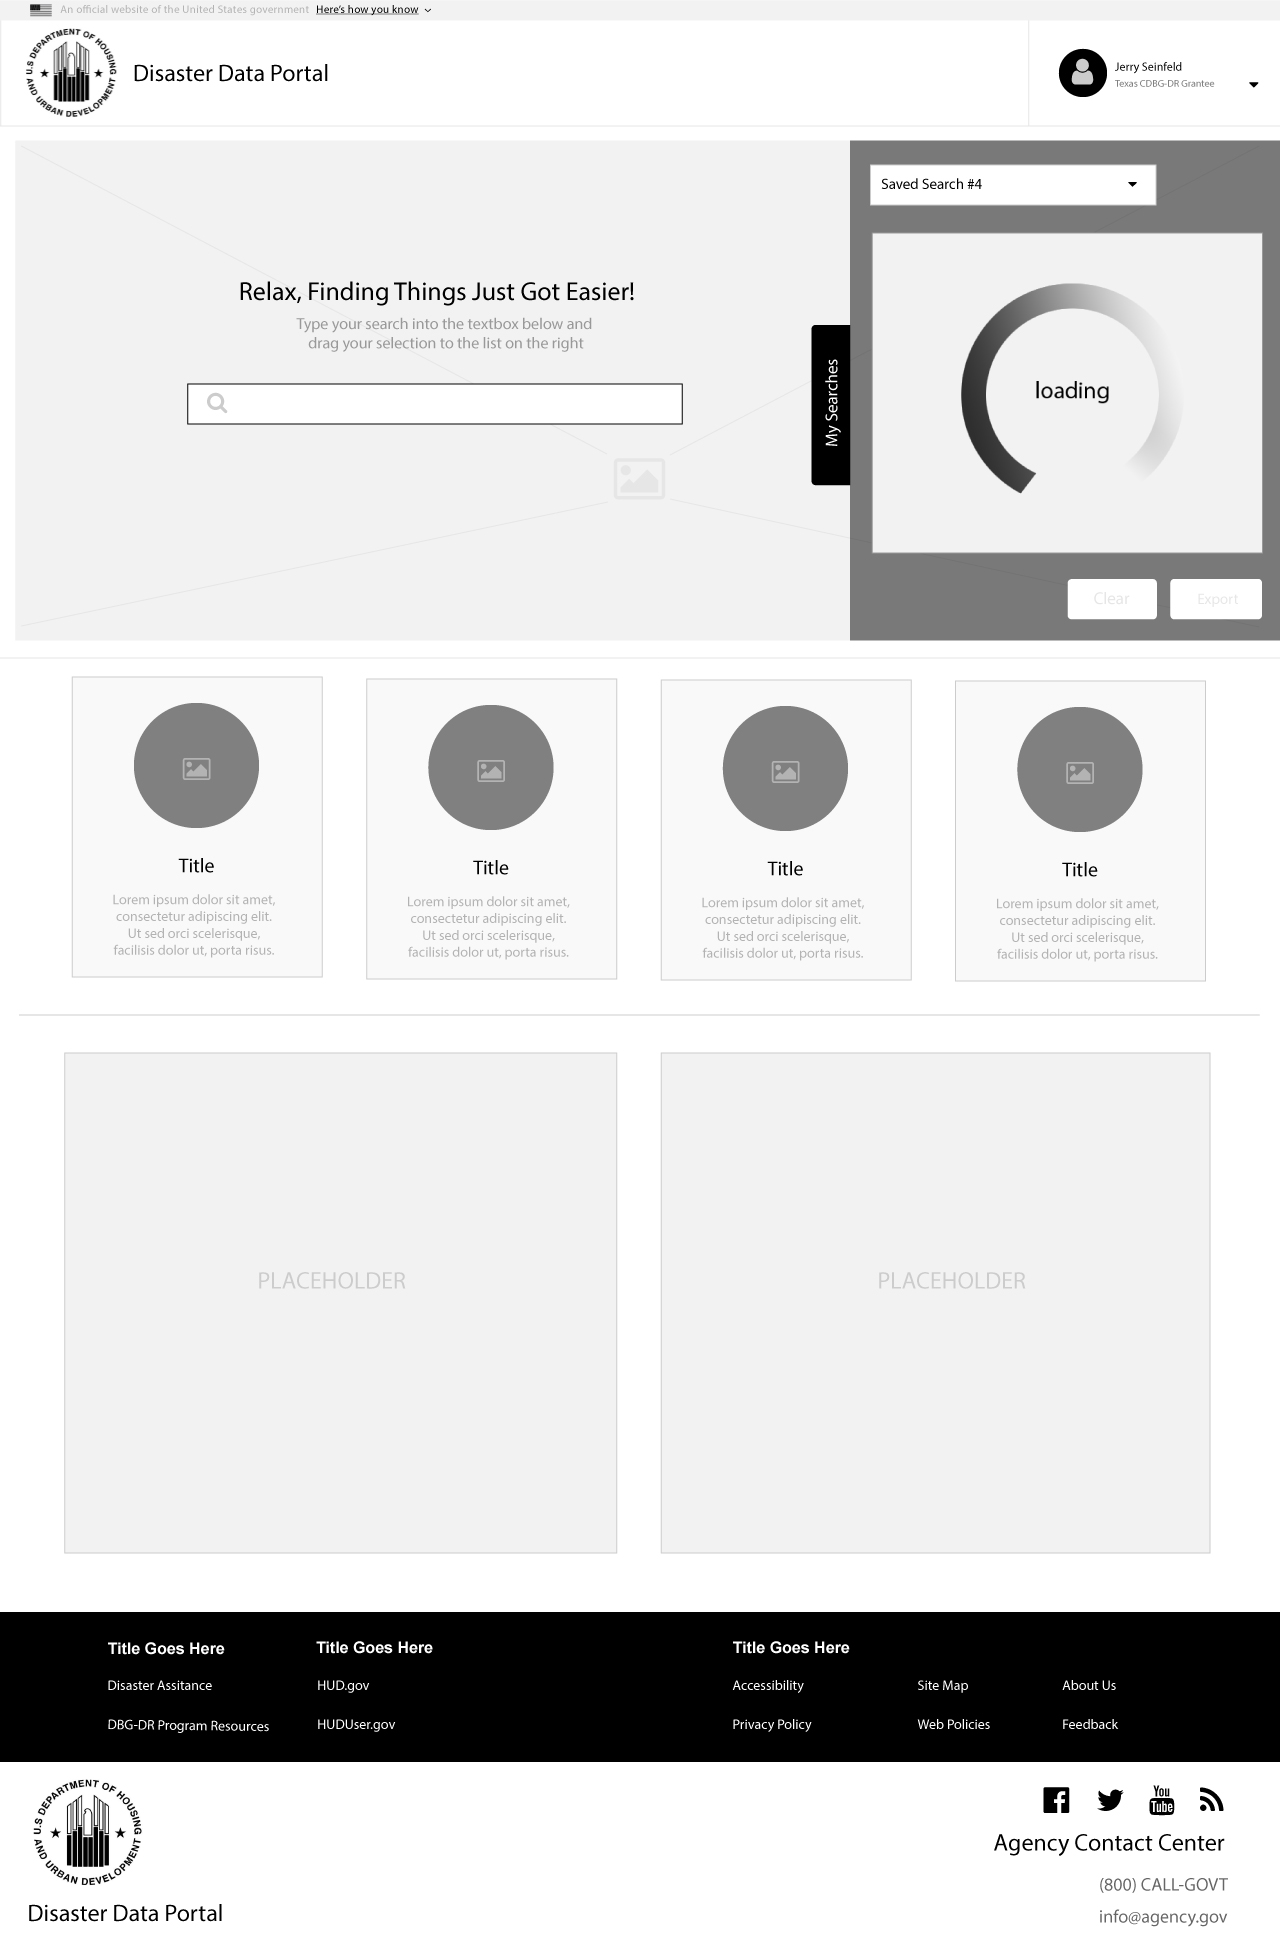 An official website of the United States government Here's how you know
U.S DEPARTMENT OF HOUSING
AND URBAN DEVELOPMENT
Disaster Data Portal
Jerry Seinfeld
Texas CDBG-DR Grantee
Relax, Finding Things Just Got Easier!
Type your search into the textbox below and
drag your selection to the list on the right
My Searches
Saved Search #4
loading
Clear
Export
Title
Lorem ipsum dolor sit amet,
consectetur adipiscing elit.
Ut sed orci scelerisque,
facilisis dolor ut, porta risus.
Title
Lorem ipsum dolor sit amet,
consectetur adipiscing elit.
Ut sed orci scelerisque,
facilisis dolor ut, porta risus.
Title
Lorem ipsum dolor sit amet,
consectetur adipiscing elit.
Ut sed orci scelerisque,
facilisis dolor ut, porta risus.
Title
Lorem ipsum dolor sit amet,
consectetur adipiscing elit.
Ut sed orci scelerisque,
facilisis dolor ut, porta risus.
PLACEHOLDER
PLACEHOLDER
Title Goes Here
Disaster Assitance
DBG-DR Program Resources
Title Goes Here
HUD.gov
HUDUser.gov
Title Goes Here
Accessibility
Privacy Policy
Site Map
Web Policies
About Us
Feedback
U.S DEPARTMENT OF HOUSING
AND URBAN DEVELOPMENT
Disaster Data Portal
You
Tube
Agency Contact Center
(800) CALL-GOVT
info@agency.gov